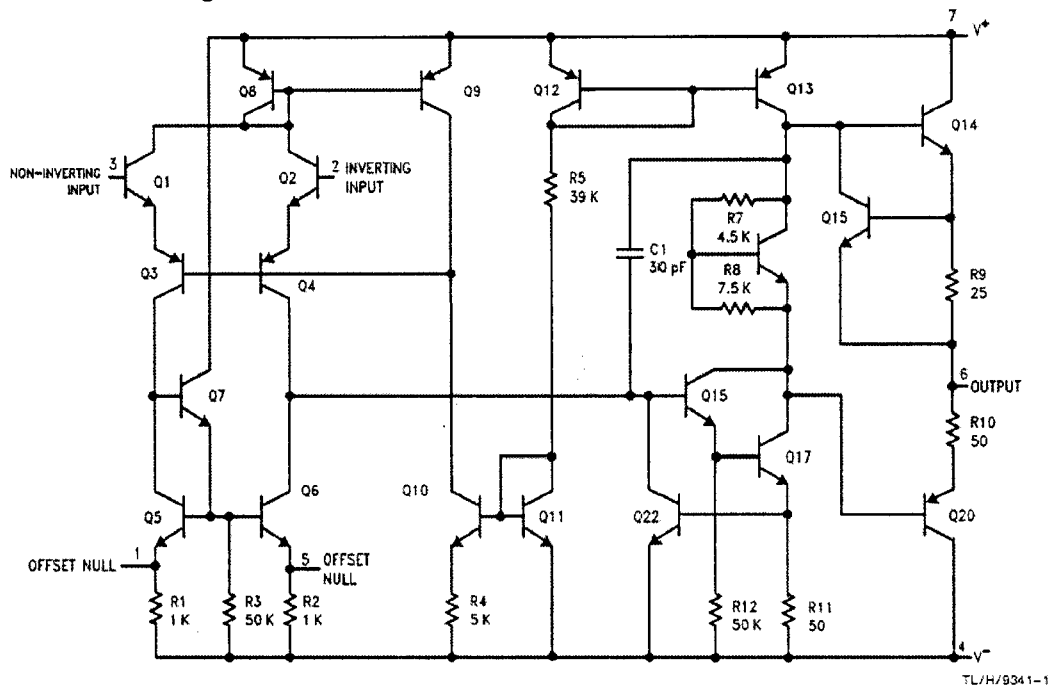 7
V+
Q8
Q9
Q12
Q13
Q14
3
NON-INVERTING
INPUT
Q1
Q2
2 INVERTING
INPUT
R5
39 K
Q15
R7
4.5 K
C1
30 pF
R8
7.5 K
R9
25
Q3
Q4
Q7
Q15
6
OUTPUT
R10
50
Q5
Q6
Q10
Q11
Q22
Q17
Q20
1
OFFSET NULL
5 OFFSET
NULL
R1
1 K
R3
50 K
R2
1 K
R4
5 K
R12
50 K
R11
50
4
V-
TL/H/9341-1